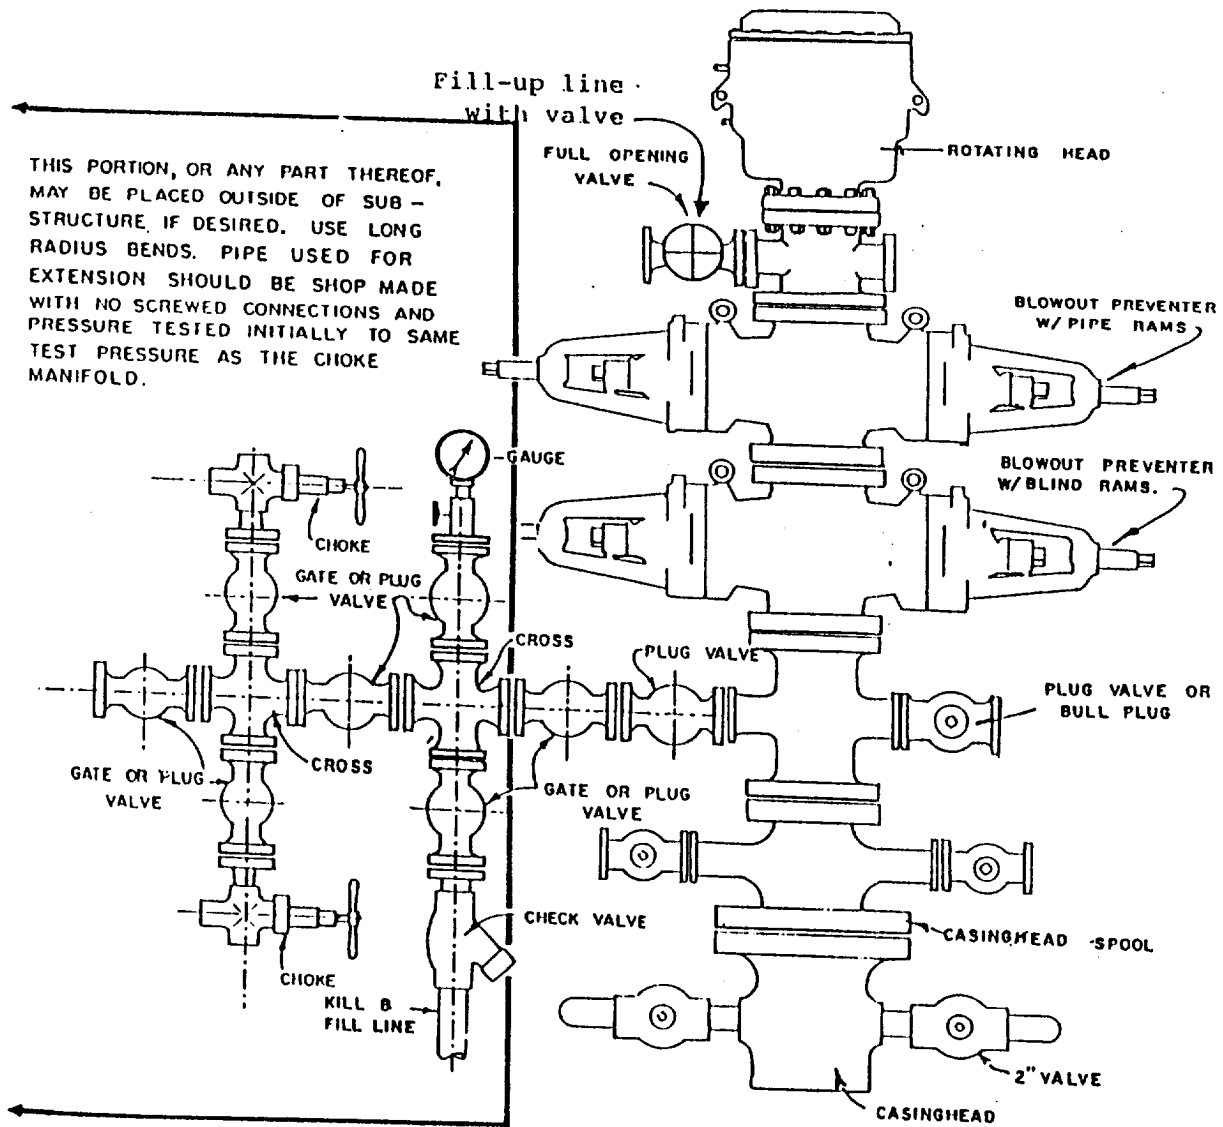 Fill-up line
with valve
FULL OPENING
VALVE
ROTATING HEAD
THIS PORTION, OR ANY PART THEREOF,
MAY BE PLACED OUTSIDE OF SUB-
STRUCTURE IF DESIRED. USE LONG
RADIUS BENDS. PIPE USED FOR
EXTENSION SHOULD BE SHOP MADE
WITH NO SCREWED CONNECTIONS AND
PRESSURE TESTED INITIALLY TO SAME
TEST PRESSURE AS THE CHOKE
MANIFOLD.
BLOWOUT PREVENTER
W/ PIPE RAMS
GAUGE
BLOWOUT PREVENTER
W/ BLIND RAMS.
CHOKE
GATE OR PLUG
VALVE
CROSS
PLUG VALVE
PLUG VALVE OR
BULL PLUG
CROSS
GATE OR PLUG
VALVE
GATE OR PLUG
VALVE
CHECK VALVE
CASINGHEAD SPOOL
CHOKE
KILL &
FILL LINE
2" VALVE
CASINGHEAD